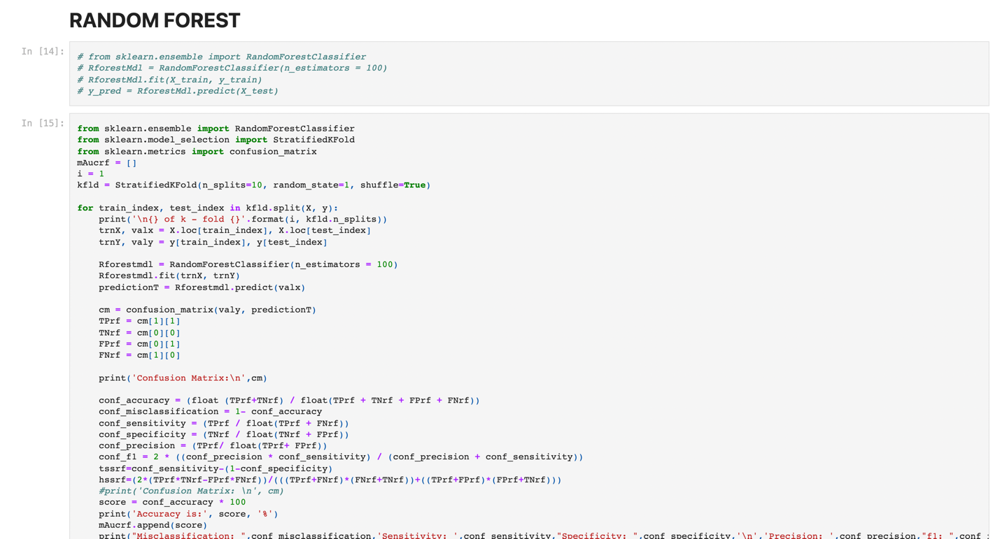 RANDOM FOREST
In [14]:
# from sklearn.ensemble import RandomForestClassifier
# RforestMdl = RandomForestClassifier(n_estimators = 100)
# RforestMdl.fit(X_train, y_train)
# y_pred = RforestMdl.predict(X_test)
In [15]:
from sklearn.ensemble import RandomForestClassifier
from sklearn.model_selection import StratifiedKFold
from sklearn.metrics import confusion_matrix
mAucrf = []
i = 1
kfld = StratifiedKFold(n_splits=10, random_state=1, shuffle=True)
for train_index, test_index in kfld.split(X, y):
    print('\n{} of k - fold {}'.format(i, kfld.n_splits))
    trnX, valx = X.loc[train_index], X.loc[test_index]
    trnY, valy = y[train_index], y[test_index]
    Rforestmdl = RandomForestClassifier(n_estimators = 100)
    Rforestmdl.fit(trnX, trnY)
    predictionT = Rforestmdl.predict(valx)
    cm = confusion_matrix(valy, predictionT)
    TPrf = cm[1][1]
    TNrf = cm[0][0]
    FPrf = cm[0][1]
    FNrf = cm[1][0]
    print('Confusion Matrix:\n',cm)
    conf_accuracy = (float (TPrf+TNrf) / float(TPrf + TNrf + FPrf + FNrf))
    conf_misclassification = 1- conf_accuracy
    conf_sensitivity = (TPrf / float(TPrf + FNrf))
    conf_specificity = (TNrf / float(TNrf + FPrf))
    conf_precision = (TPrf/ float(TPrf+ FPrf))
    conf_f1 = 2 * ((conf_precision * conf_sensitivity) / (conf_precision + conf_sensitivity))
    tssrf=conf_sensitivity-(1-conf_specificity)
    hssrf=(2*(TPrf*TNrf-FPrf*FNrf))/(((TPrf+FNrf)*(FNrf+TNrf))+((TPrf+FPrf)*(FPrf+TNrf)))
    #print('Confusion Matrix: \n', cm)
    score = conf_accuracy * 100
    print('Accuracy is:', score, '%')
    mAucrf.append(score)
    print("Misclassification: ",conf_misclassification,'Sensitivity: ',conf_sensitivity,"Specificity: ",conf_specificity,'\n','Precision: ',conf_precision,"f1: ",conf